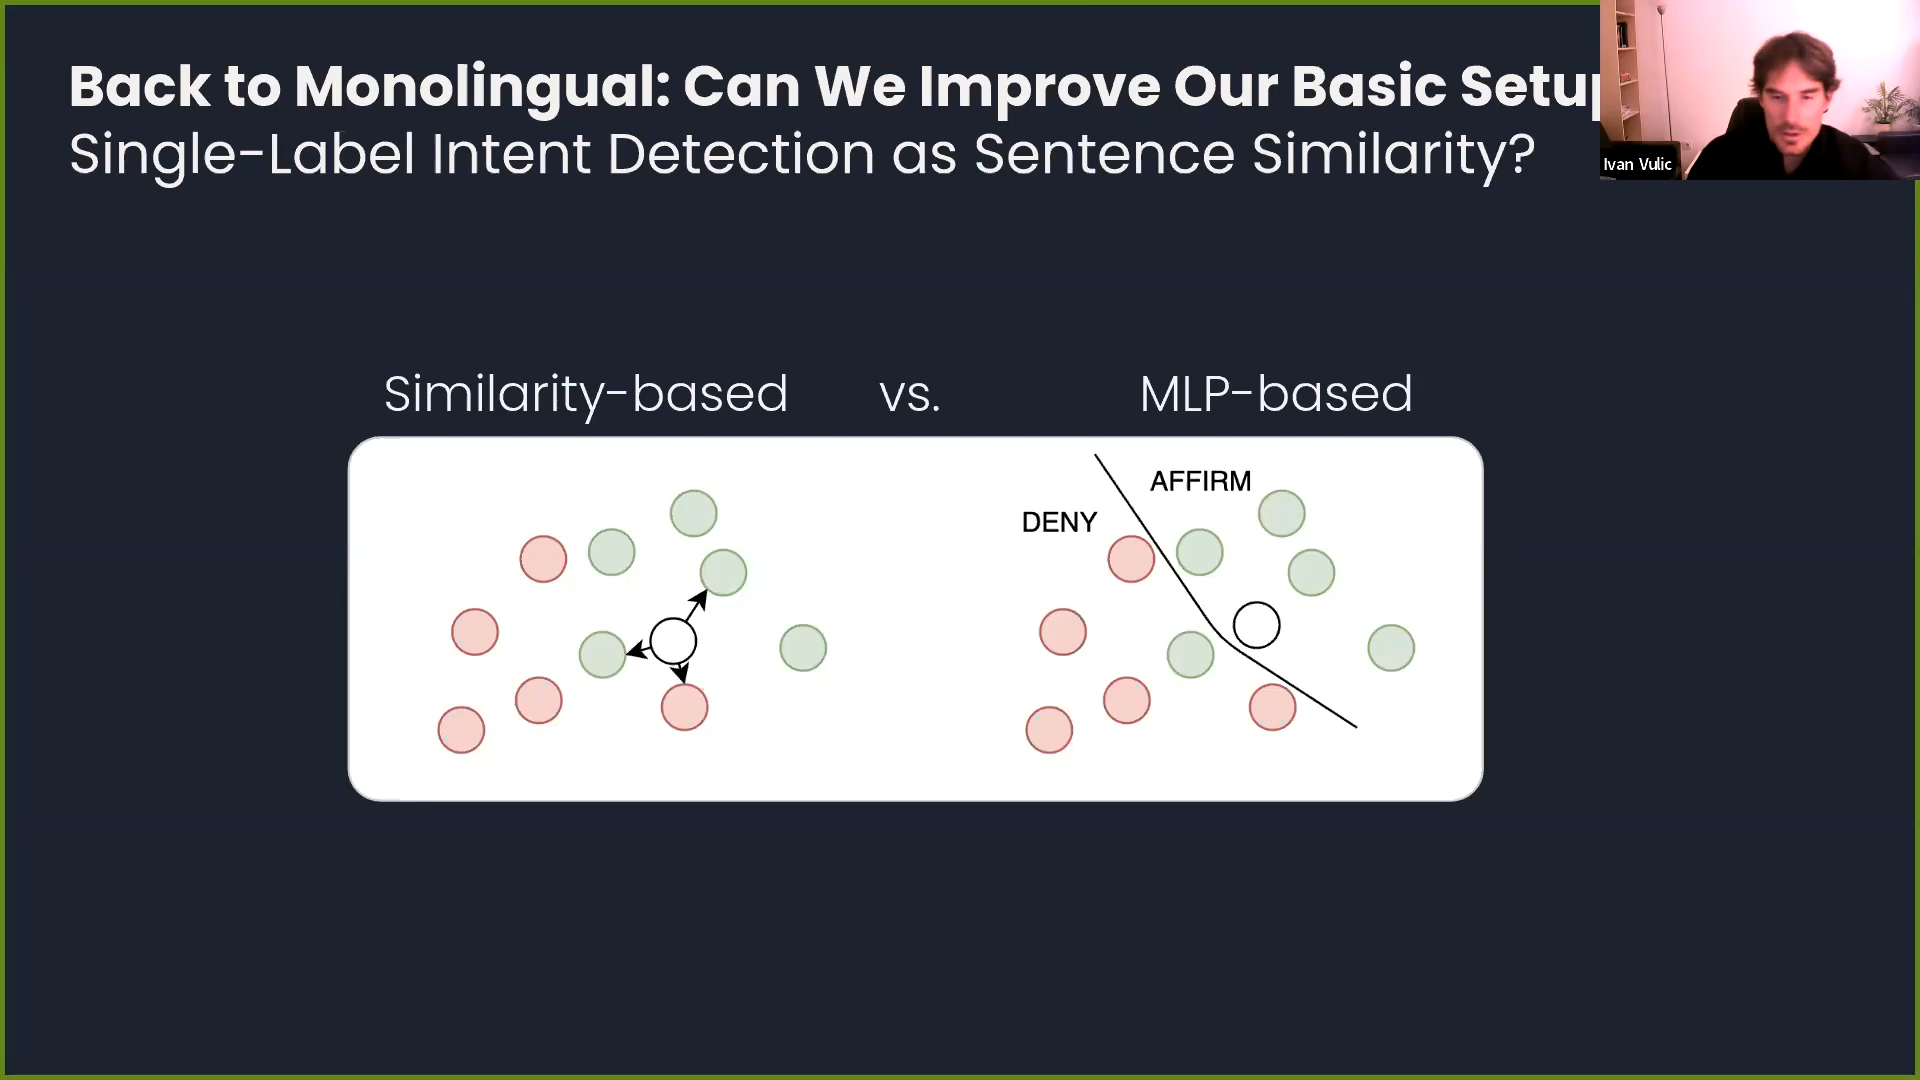 Back to Monolingual: Can We Improve Our Basic Setup
Single-Label Intent Detection as Sentence Similarity?
Ivan Vulic
Similarity-based vs. MLP-based
AFFIRM
DENY